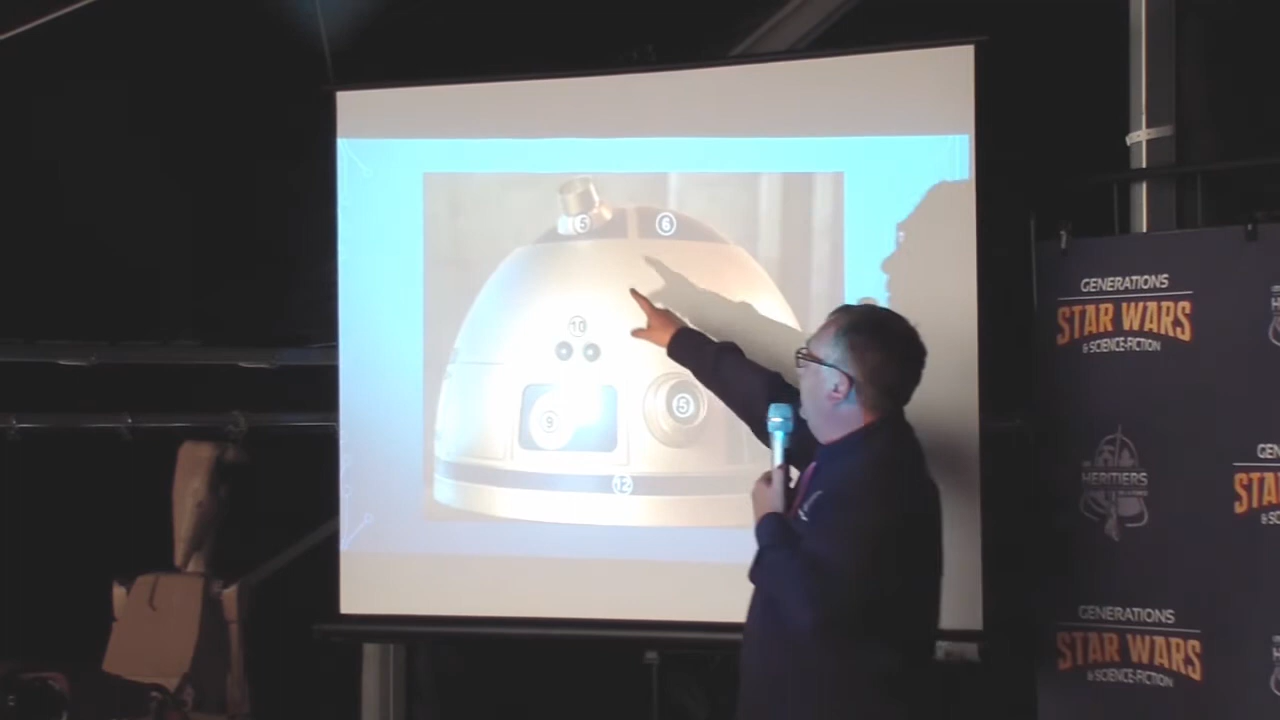 5
6
10
5
9
12
GENERATIONS
STAR WARS
& SCIENCE-FICTION
HERITIERS
GEN
STA
& SC
GENERATIONS
STAR WARS
& SCIENCE-FICTION